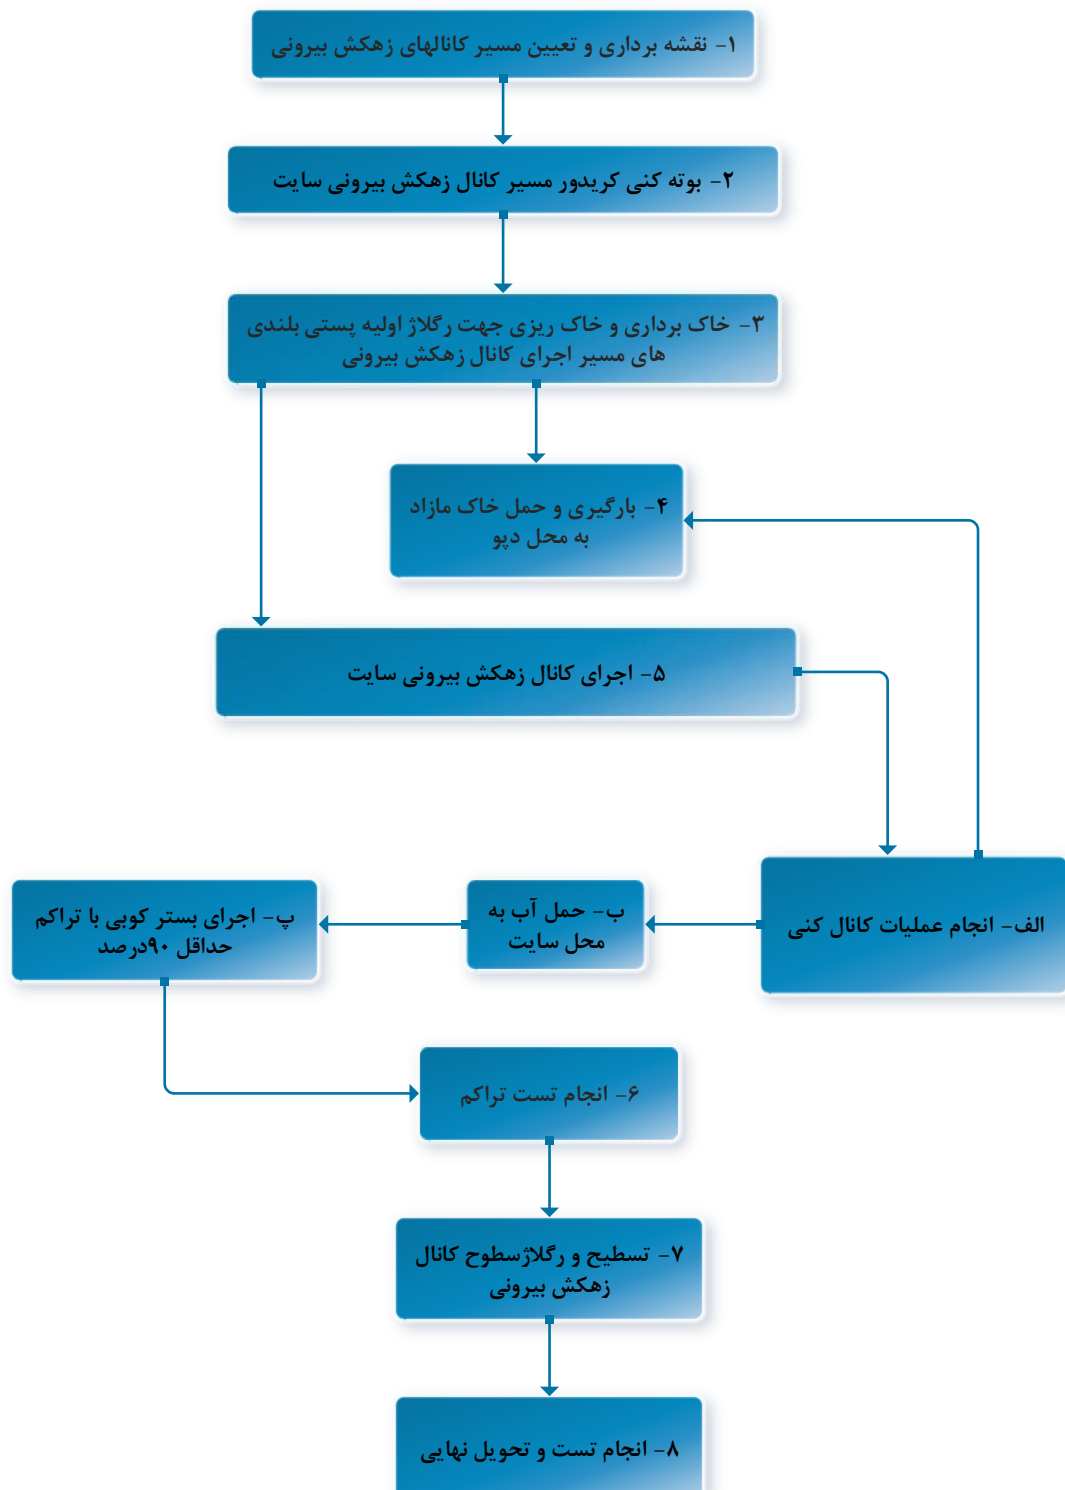 ۱- نقشه برداری و تعیین مسیر کانالهای زهکش بیرونی
۲- بوته کنی کریدور مسیر کانال زهکش بیرونی سایت
۳- خاک برداری و خاک ریزی جهت رگلاژ اولیه پستی بلندی
های مسیر اجرای کانال زهکش بیرونی
۴- بارگیری و حمل خاک مازاد
به محل دپو
۵- اجرای کانال زهکش بیرونی سایت
الف- انجام عملیات کانال کنی
ب- حمل آب به
محل سایت
پ- اجرای بستر کوبی با تراکم
حداقل ۹۰درصد
۶- انجام تست تراکم
۷- تسطیح و رگلاژسطوح کانال
زهکش بیرونی
۸- انجام تست و تحویل نهایی